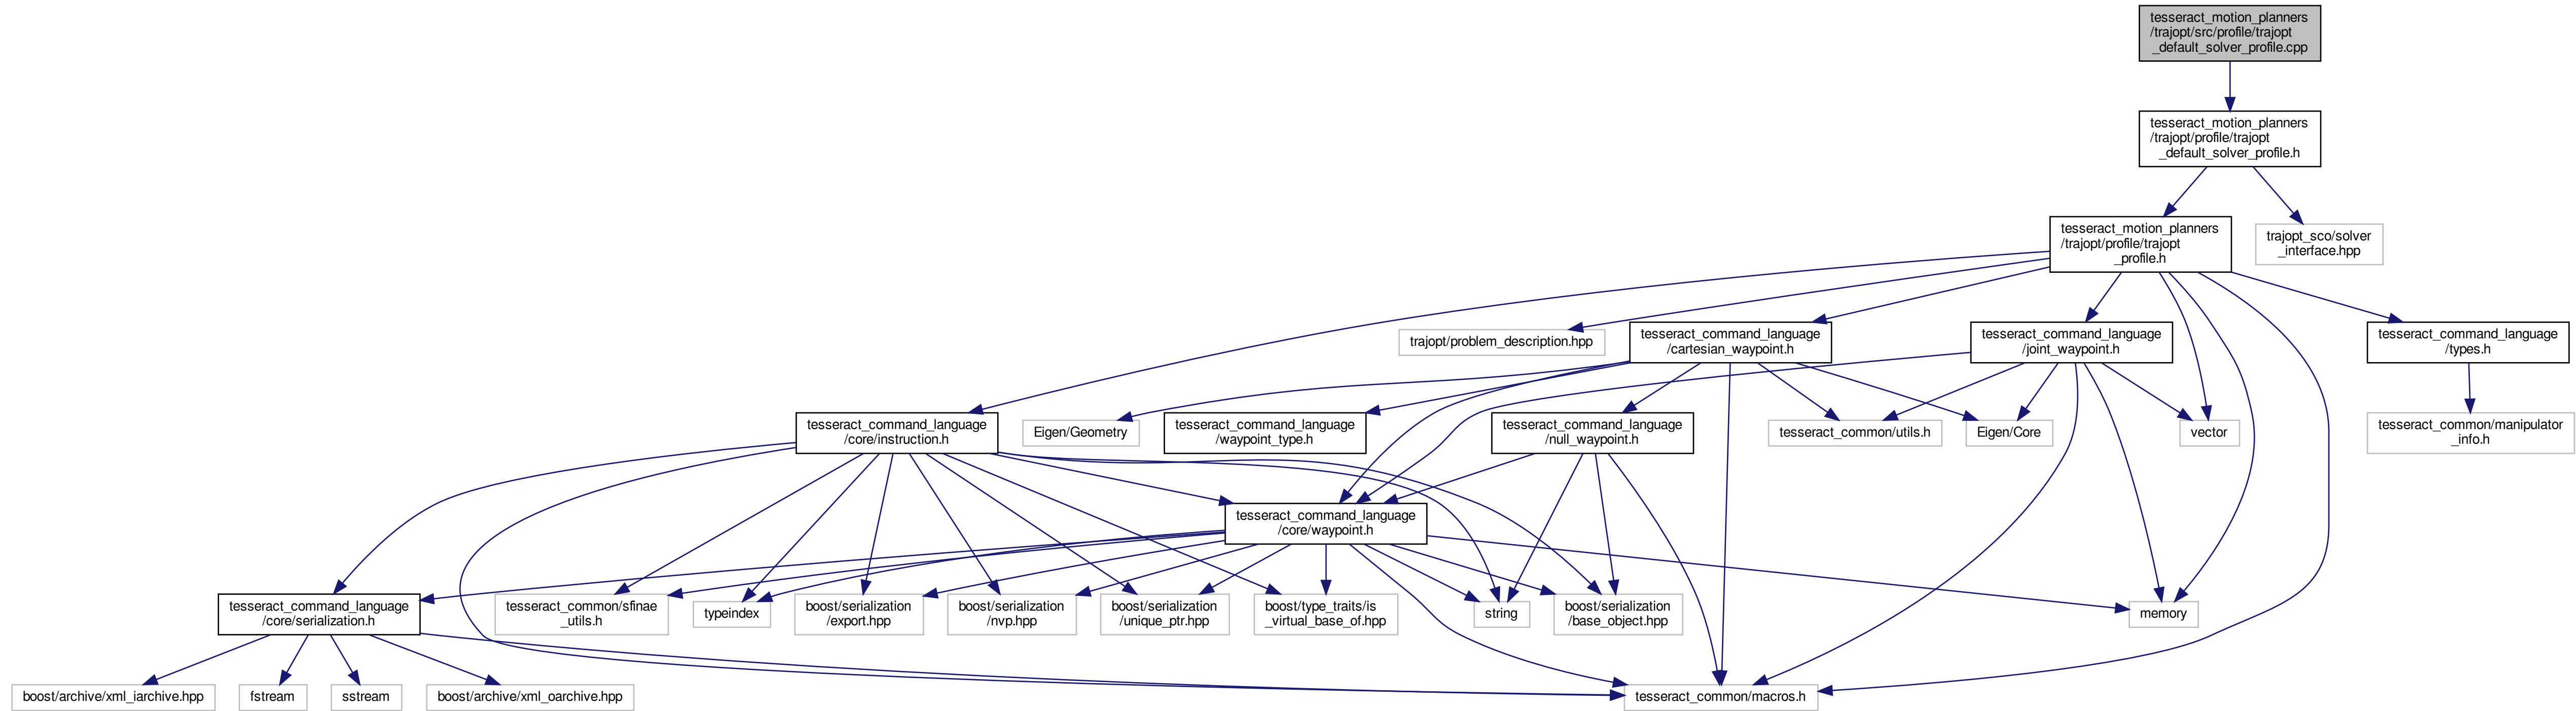 tesseract_motion_planners
/trajopt/src/profile/trajopt
_default_solver_profile.cpp
tesseract_motion_planners
/trajopt/profile/trajopt
_default_solver_profile.h
tesseract_motion_planners
/trajopt/profile/trajopt
_profile.h
trajopt_sco/solver
_interface.hpp
trajopt/problem_description.hpp
tesseract_command_language
/cartesian_waypoint.h
tesseract_command_language
/joint_waypoint.h
tesseract_command_language
/types.h
tesseract_command_language
/core/instruction.h
Eigen/Geometry
tesseract_command_language
/waypoint_type.h
tesseract_command_language
/null_waypoint.h
tesseract_common/utils.h
Eigen/Core
vector
tesseract_common/manipulator
_info.h
tesseract_command_language
/core/waypoint.h
tesseract_command_language
/core/serialization.h
tesseract_common/sfinae
_utils.h
typeindex
boost/serialization
/export.hpp
boost/serialization
/nvp.hpp
boost/serialization
/unique_ptr.hpp
boost/type_traits/is
_virtual_base_of.hpp
string
boost/serialization
/base_object.hpp
memory
boost/archive/xml_iarchive.hpp
fstream
sstream
boost/archive/xml_oarchive.hpp
tesseract_common/macros.h